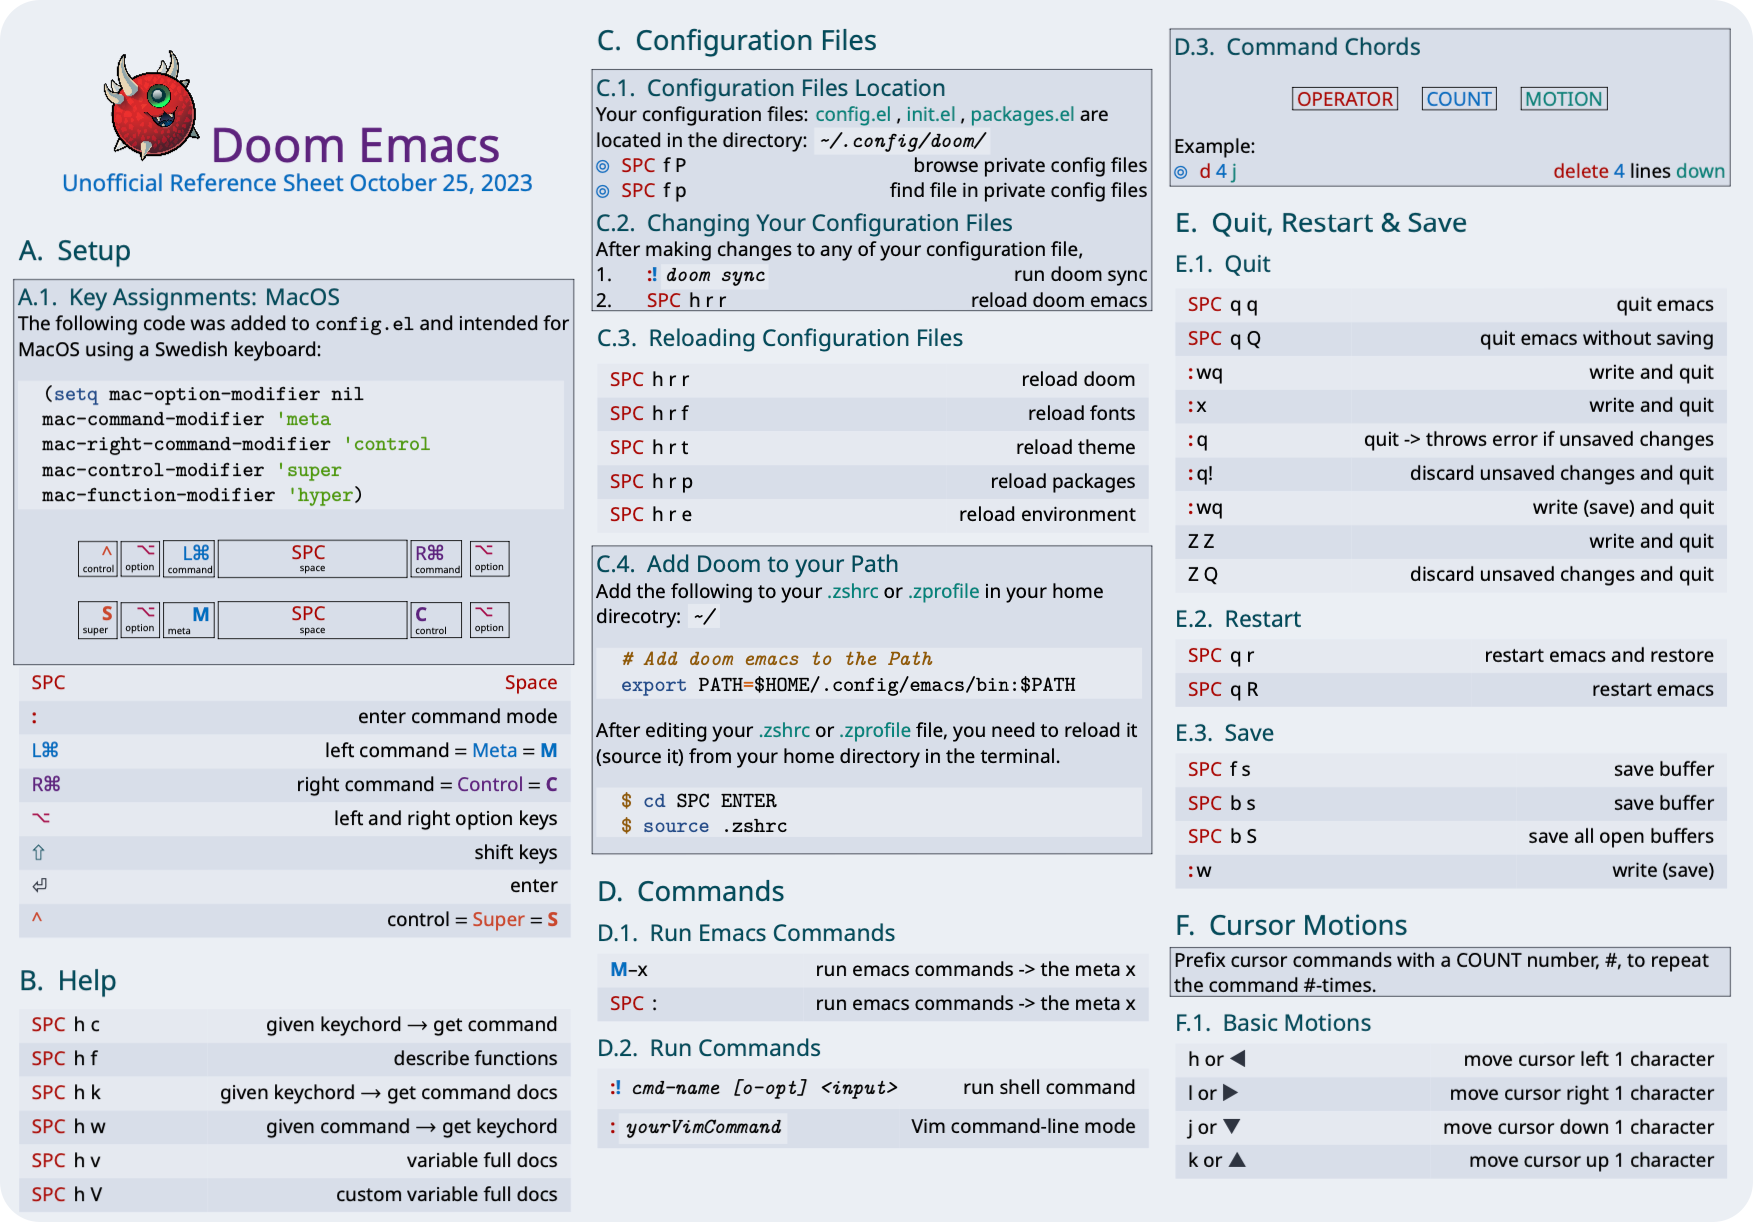 Doom Emacs
Unofficial Reference Sheet October 25, 2023
A. Setup
A.1. Key Assignments: MacOS
The following code was added to config.el and intended for
MacOS using a Swedish keyboard:
(setq mac-option-modifier nil
mac-command-modifier 'meta
mac-right-command-modifier 'control
mac-control-modifier 'super
mac-function-modifier 'hyper)
^ ⌥ L⌘ SPC R⌘ ⌥
control option command space command option
S ⌥ M SPC C ⌥
super option meta space control option
SPC Space
: enter command mode
L⌘ left command = Meta = M
R⌘ right command = Control = C
⌥ left and right option keys
⇧ shift keys
⏎ enter
^ control = Super = S
B. Help
SPC h c given keychord → get command
SPC h f describe functions
SPC h k given keychord → get command docs
SPC h w given command → get keychord
SPC h v variable full docs
SPC h V custom variable full docs
C. Configuration Files
C.1. Configuration Files Location
Your configuration files: config.el , init.el , packages.el are
located in the directory: ~/.config/doom/
◎ SPC f P browse private config files
◎ SPC f p find file in private config files
C.2. Changing Your Configuration Files
After making changes to any of your configuration file,
1. :! doom sync run doom sync
2. SPC h r r reload doom emacs
C.3. Reloading Configuration Files
SPC h r r reload doom
SPC h r f reload fonts
SPC h r t reload theme
SPC h r p reload packages
SPC h r e reload environment
C.4. Add Doom to your Path
Add the following to your .zshrc or .zprofile in your home
direcotry: ~/
# Add doom emacs to the Path
export PATH=$HOME/.config/emacs/bin:$PATH
After editing your .zshrc or .zprofile file, you need to reload it
(source it) from your home directory in the terminal.
$ cd SPC ENTER
$ source .zshrc
D. Commands
D.1. Run Emacs Commands
M–x run emacs commands -> the meta x
SPC : run emacs commands -> the meta x
D.2. Run Commands
:! cmd-name [o-opt] <input> run shell command
: yourVimCommand Vim command-line mode
D.3. Command Chords
OPERATOR COUNT MOTION
Example:
◎ d 4 j delete 4 lines down
E. Quit, Restart & Save
E.1. Quit
SPC q q quit emacs
SPC q Q quit emacs without saving
:wq write and quit
:x write and quit
:q quit -> throws error if unsaved changes
:q! discard unsaved changes and quit
:wq write (save) and quit
Z Z write and quit
Z Q discard unsaved changes and quit
E.2. Restart
SPC q r restart emacs and restore
SPC q R restart emacs
E.3. Save
SPC f s save buffer
SPC b s save buffer
SPC b S save all open buffers
:w write (save)
F. Cursor Motions
Prefix cursor commands with a COUNT number, #, to repeat
the command #-times.
F.1. Basic Motions
h or ◀ move cursor left 1 character
l or ▶ move cursor right 1 character
j or ▼ move cursor down 1 character
k or ▲ move cursor up 1 character